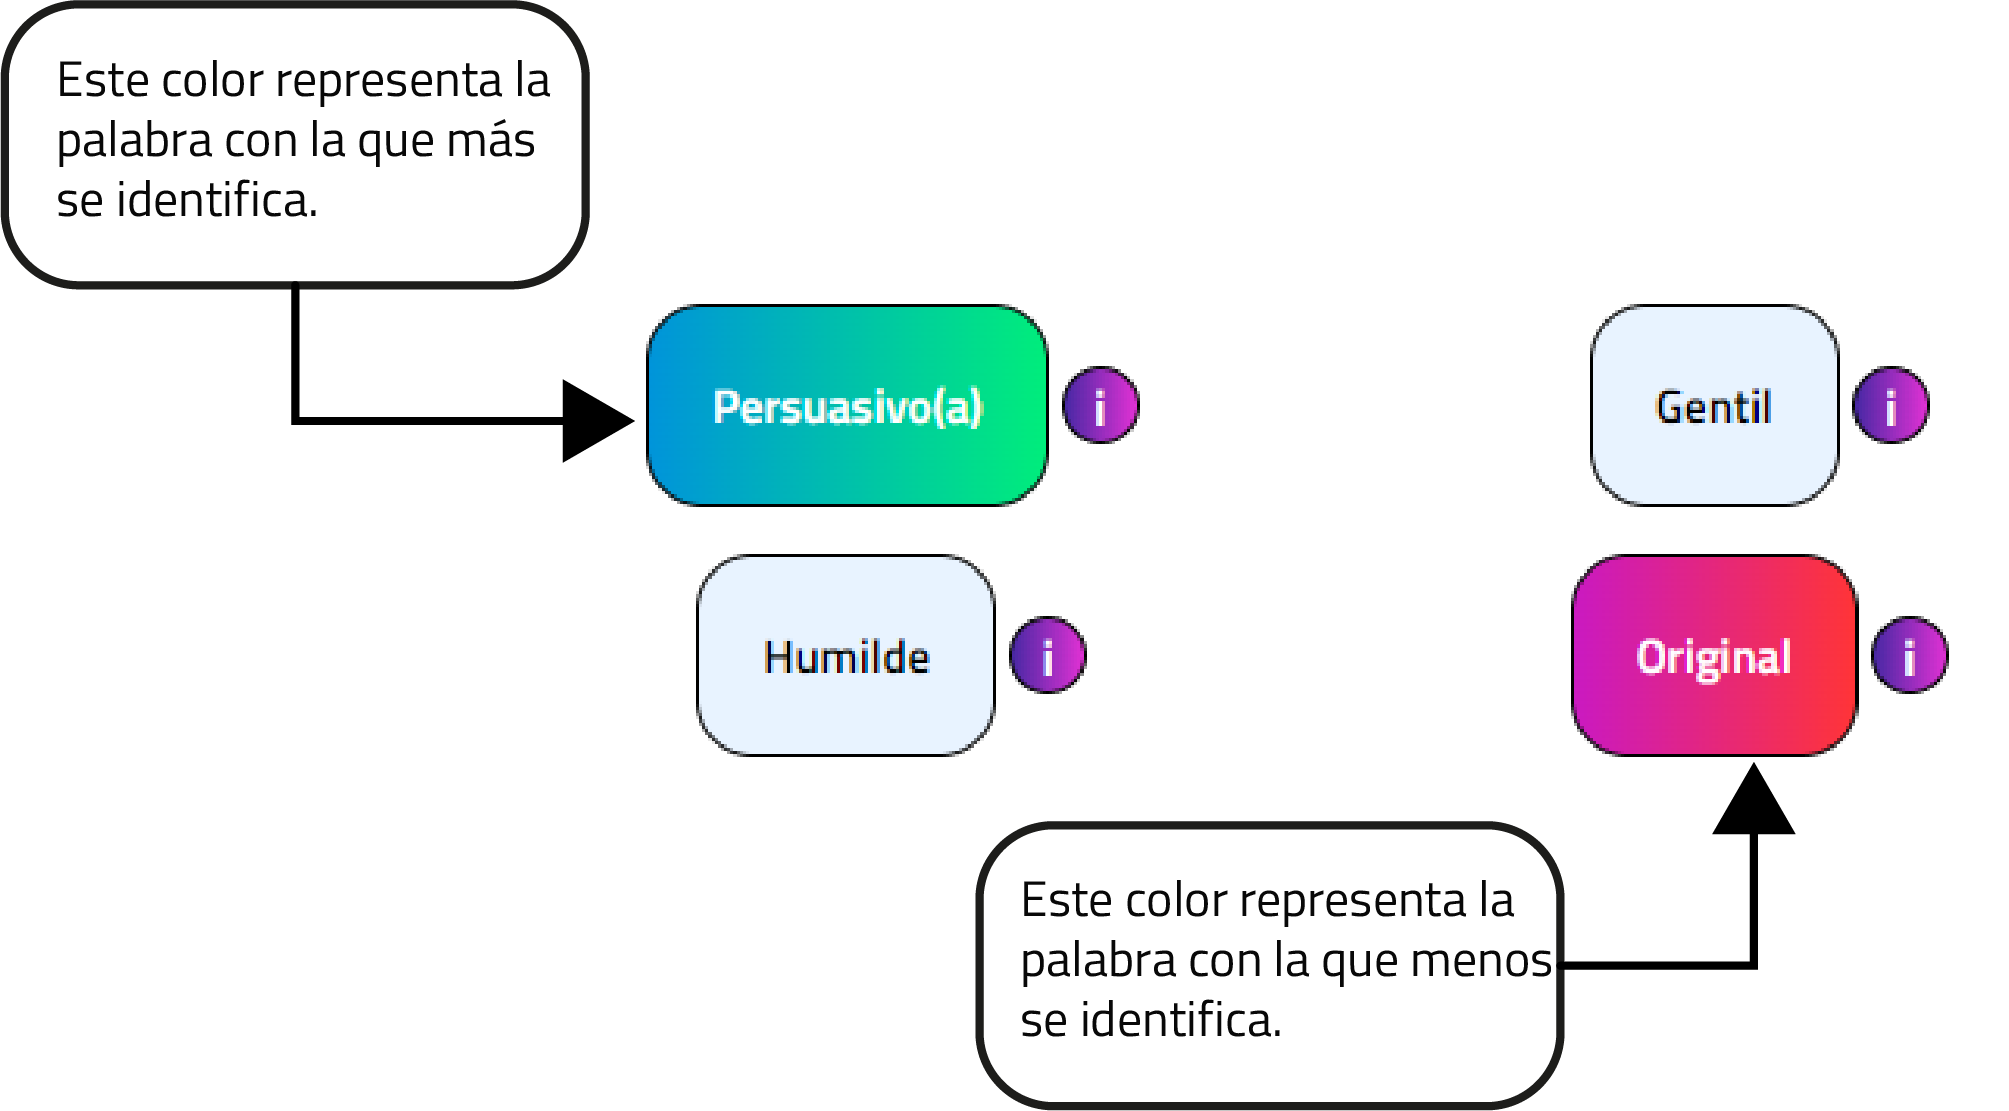 Este color representa la
palabra con la que más
se identifica.
Persuasivo(a) i
Gentil i
Humilde i
Original i
Este color representa la
palabra con la que menos
se identifica.